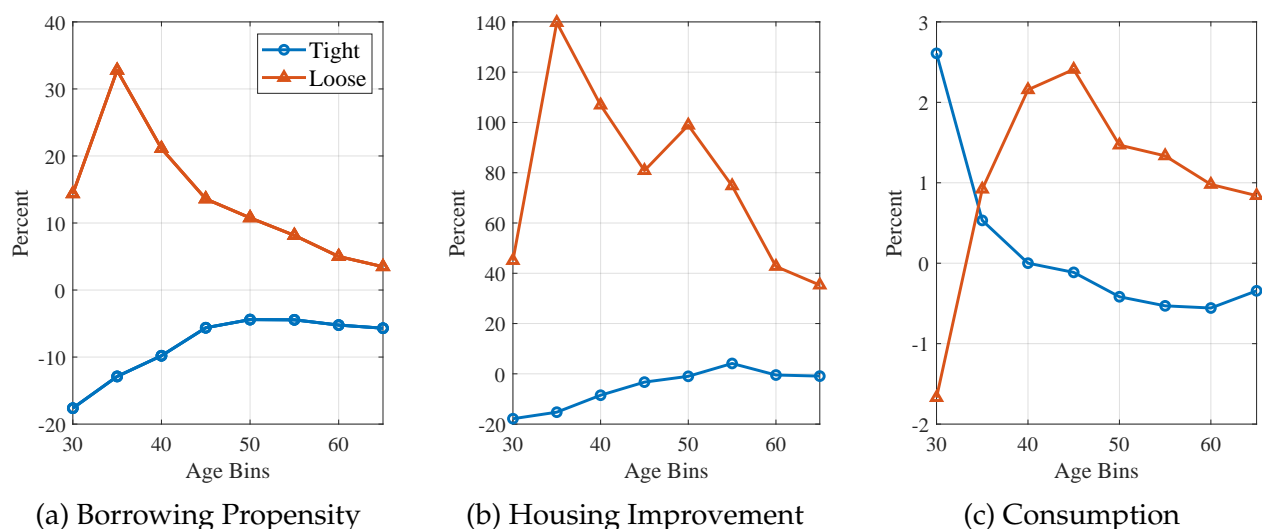 40
30
20
10
0
-10
-20
30 40 50 60
Percent
Age Bins
Tight
Loose
(a) Borrowing Propensity
140
120
100
80
60
40
20
0
-20
30 40 50 60
Percent
Age Bins
(b) Housing Improvement
3
2
1
0
-1
-2
30 40 50 60
Percent
Age Bins
(c) Consumption